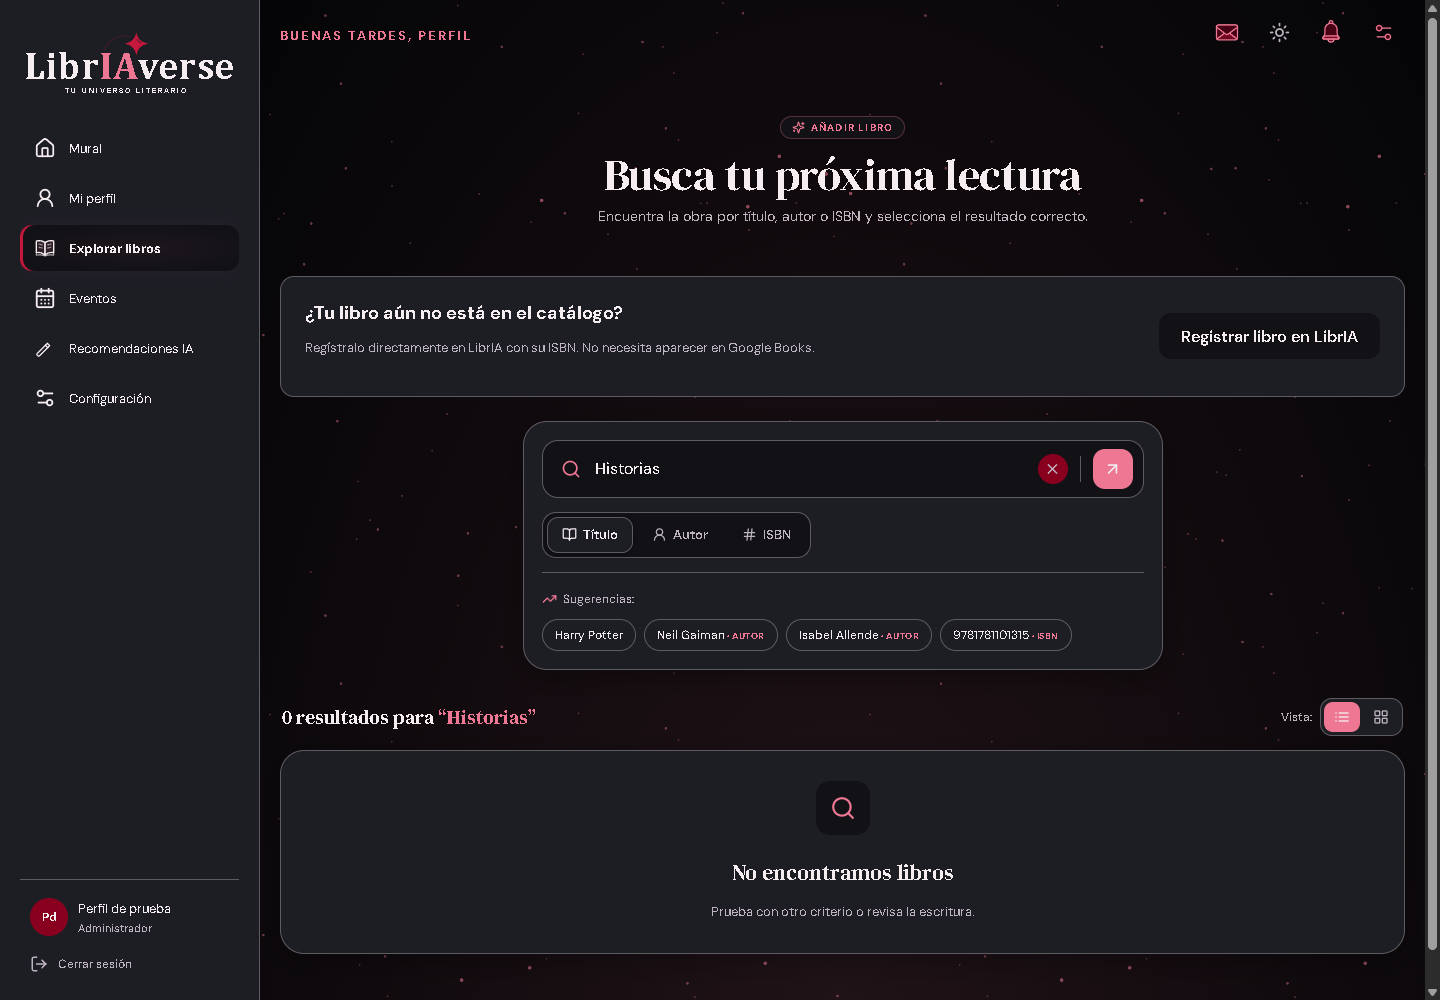 LibrIAverse
TU UNIVERSO LITERARIO
Mural
Mi perfil
Explorar libros
Eventos
Recomendaciones IA
Configuración
Pd
Perfil de prueba
Administrador
Cerrar sesión
BUENAS TARDES, PERFIL
AÑADIR LIBRO
Busca tu próxima lectura
Encuentra la obra por título, autor o ISBN y selecciona el resultado correcto.
¿Tu libro aún no está en el catálogo?
Regístralo directamente en LibrIA con su ISBN. No necesita aparecer en Google Books.
Registrar libro en LibrIA
Historias
Título Autor ISBN
Sugerencias:
Harry Potter Neil Gaiman · AUTOR Isabel Allende · AUTOR 9781781101315 · ISBN
0 resultados para “Historias”
Vista:
No encontramos libros
Prueba con otro criterio o revisa la escritura.